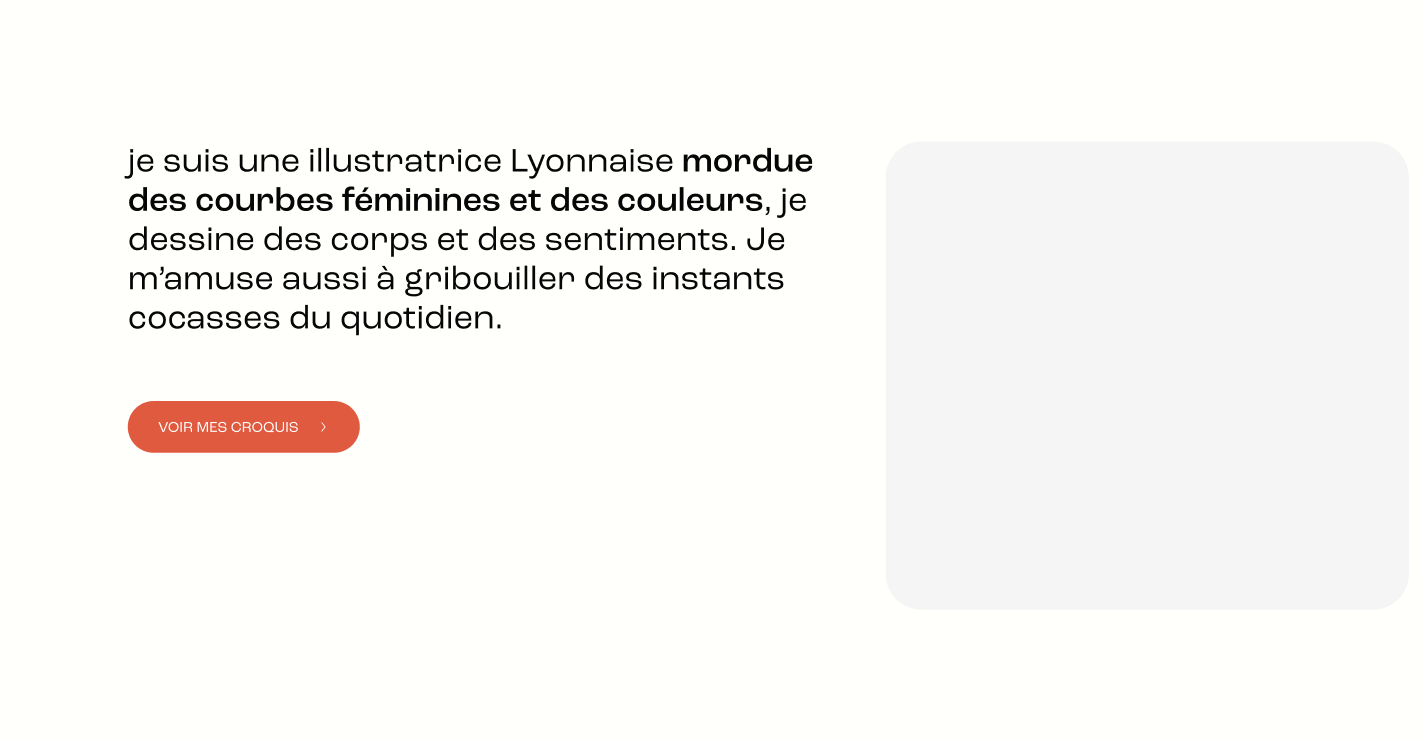 je suis une illustratrice Lyonnaise mordue
des courbes féminines et des couleurs, je
dessine des corps et des sentiments. Je
m’amuse aussi à gribouiller des instants
cocasses du quotidien.
VOIR MES CROQUIS